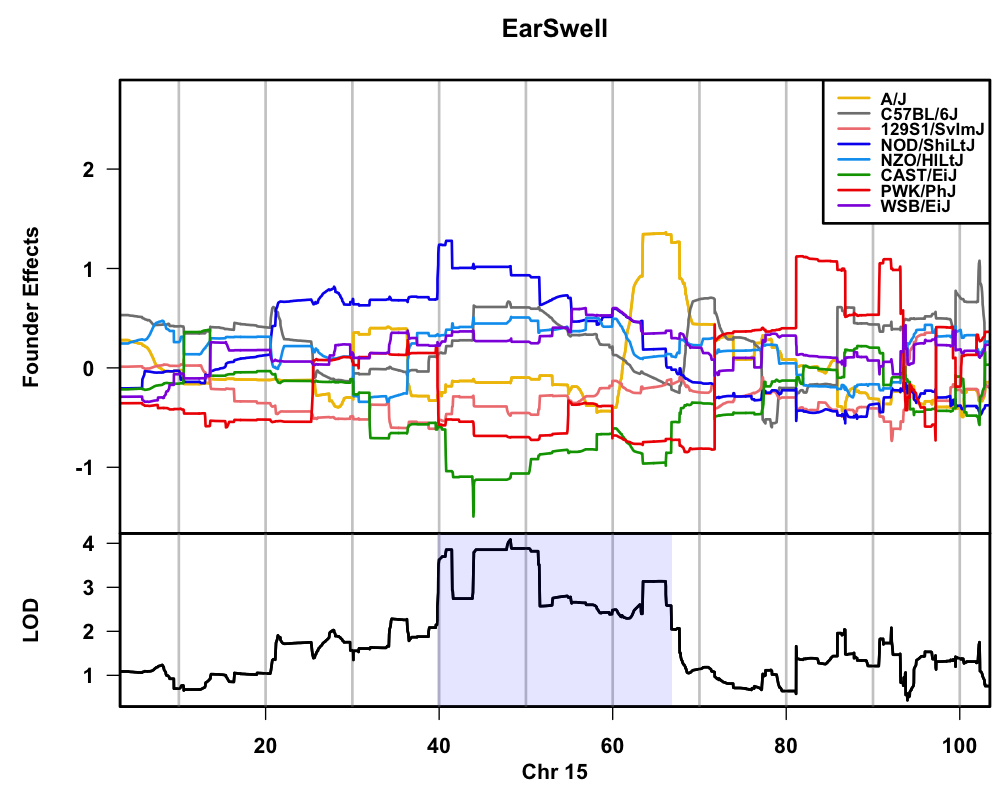 EarSwell
A/J
C57BL/6J
129S1/SvImJ
NOD/ShiLtJ
NZO/HlLtJ
CAST/EiJ
PWK/PhJ
WSB/EiJ
Founder Effects
2
1
0
-1
LOD
4
3
2
1
20 40 60 80 100
Chr 15